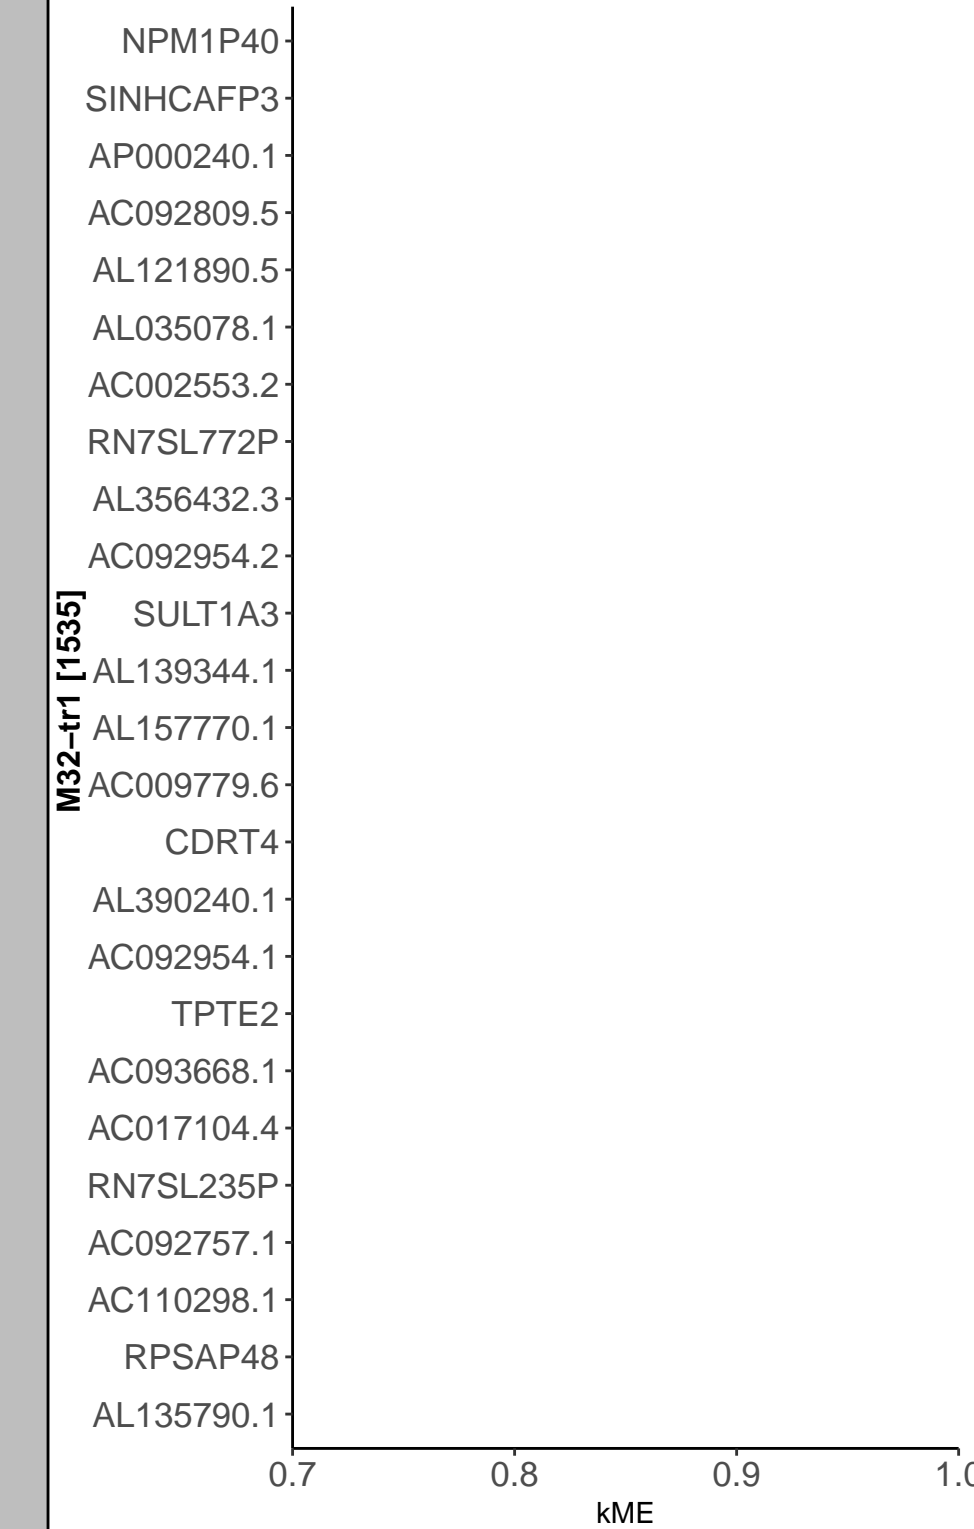 NPM1P40
SINHCAFP3
AP000240.1
AC092809.5
AL121890.5
AL035078.1
AC002553.2
RN7SL772P
AL356432.3
AC092954.2
SULT1A3
AL139344.1
AL157770.1
AC009779.6
CDRT4
AL390240.1
AC092954.1
TPTE2
AC093668.1
AC017104.4
RN7SL235P
AC092757.1
AC110298.1
RPSAP48
AL135790.1
M32–tr1 [1535]
0.7 0.8 0.9 1.0
kME